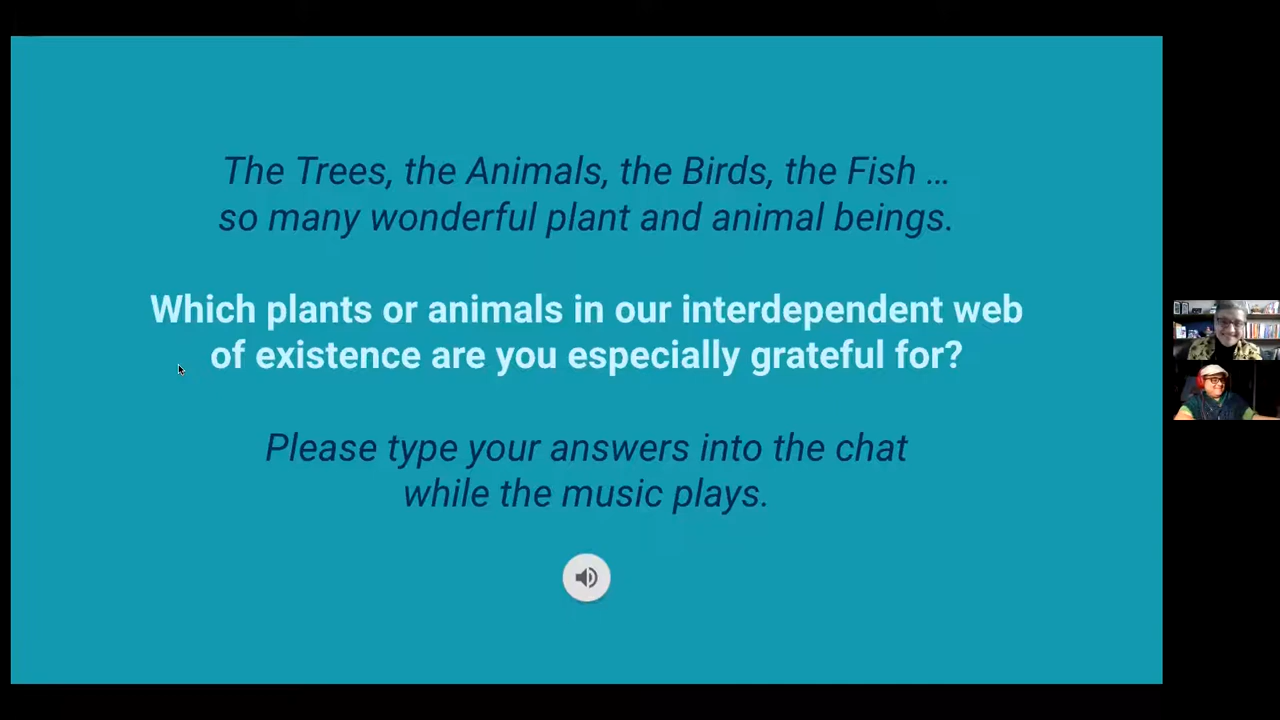 The Trees, the Animals, the Birds, the Fish ...
so many wonderful plant and animal beings.
Which plants or animals in our interdependent web
of existence are you especially grateful for?
Please type your answers into the chat
while the music plays.